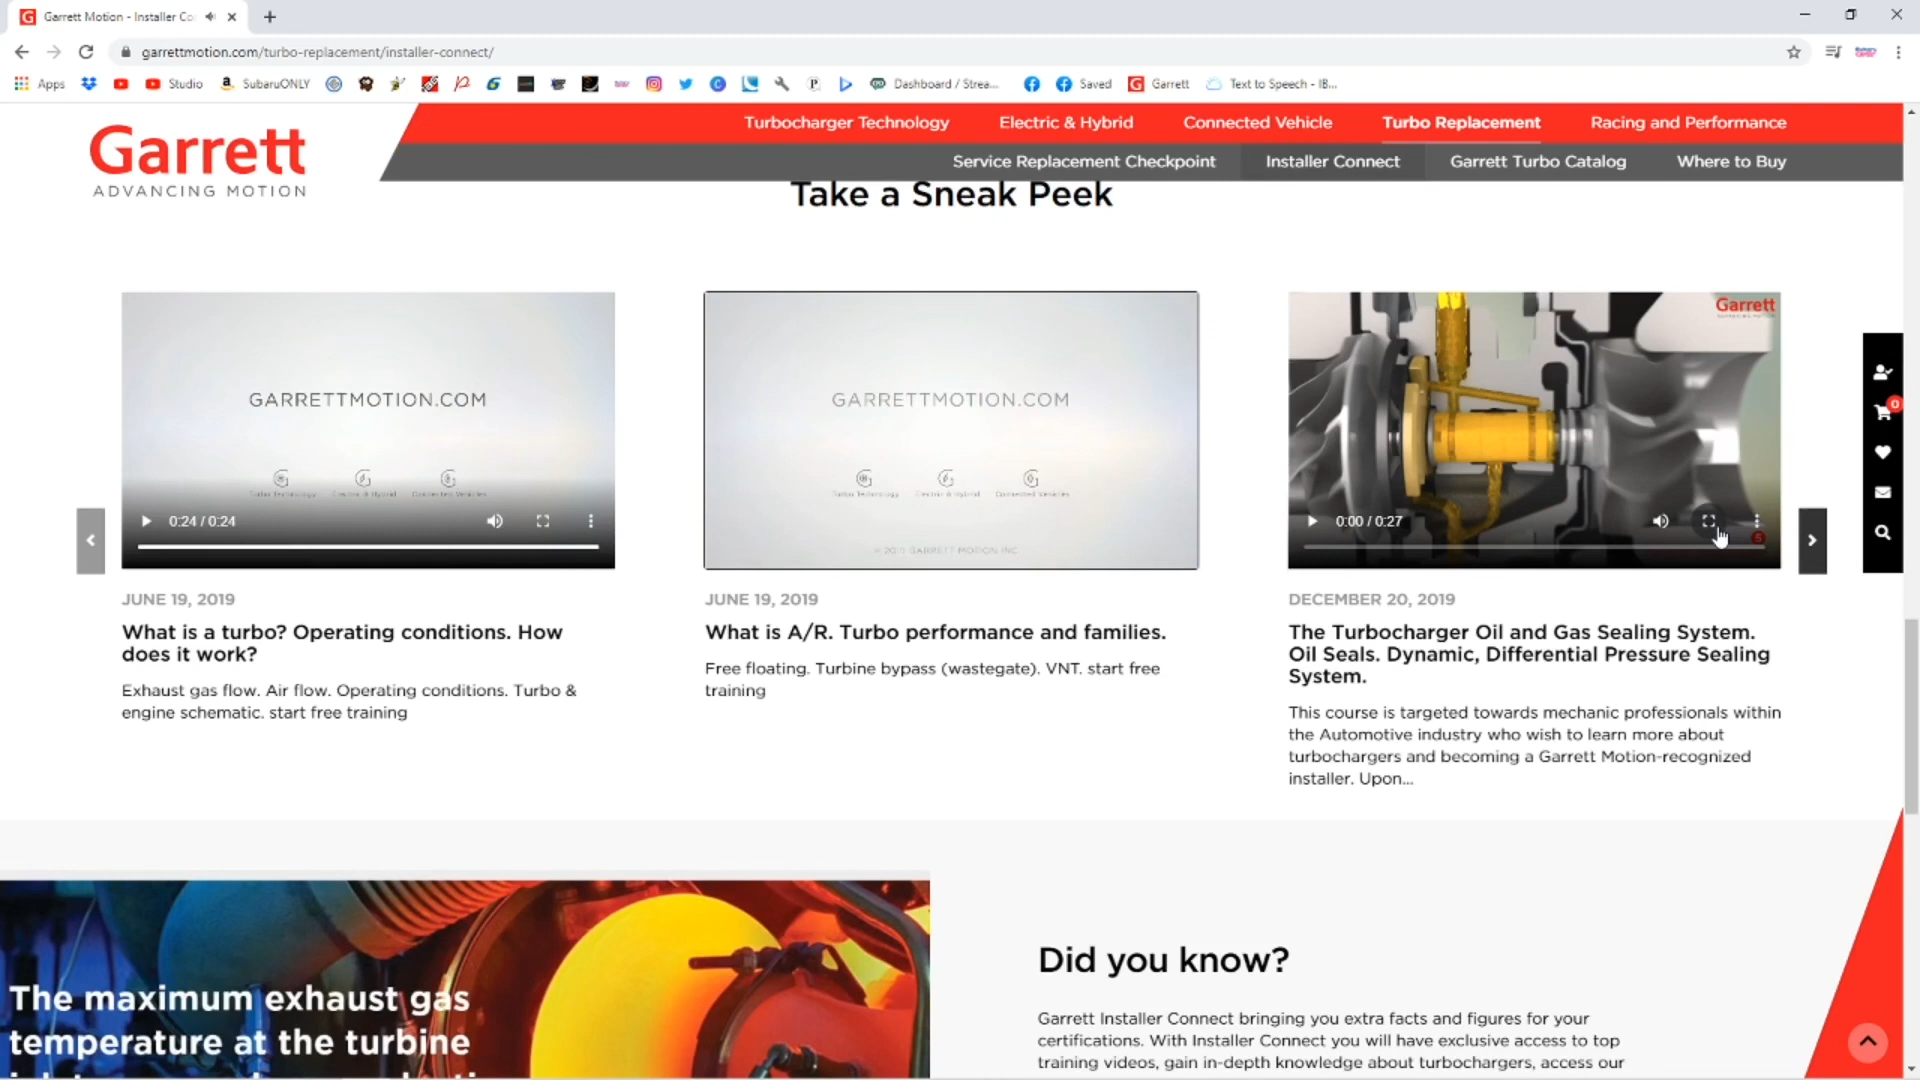 Garrett Motion - Installer Co
garrettmotion.com/turbo-replacement/installer-connect/
Apps
Studio
SubaruONLY
Dashboard / Strea...
Saved
Garrett
Text to Speech - IB...
Garrett
ADVANCING MOTION
Turbocharger Technology
Electric & Hybrid
Connected Vehicle
Turbo Replacement
Racing and Performance
Service Replacement Checkpoint
Installer Connect
Garrett Turbo Catalog
Where to Buy
Take a Sneak Peek
GARRETTMOTION.COM
Turbo Technology
Electric & Hybrid
Connected Vehicles
0:24 / 0:24
JUNE 19, 2019
What is a turbo? Operating conditions. How
does it work?
Exhaust gas flow. Air flow. Operating conditions. Turbo &
engine schematic. start free training
GARRETTMOTION.COM
Turbo Technology
Electric & Hybrid
Connected Vehicles
JUNE 19, 2019
What is A/R. Turbo performance and families.
Free floating. Turbine bypass (wastegate). VNT. start free
training
Garrett
ADVANCING MOTION
0:00 / 0:27
5
DECEMBER 20, 2019
The Turbocharger Oil and Gas Sealing System.
Oil Seals. Dynamic, Differential Pressure Sealing
System.
This course is targeted towards mechanic professionals within
the Automotive industry who wish to learn more about
turbochargers and becoming a Garrett Motion-recognized
installer. Upon...
0
The maximum exhaust gas
temperature at the turbine
Did you know?
Garrett Installer Connect bringing you extra facts and figures for your
certifications. With Installer Connect you will have exclusive access to top
training videos, gain in-depth knowledge about turbochargers, access our